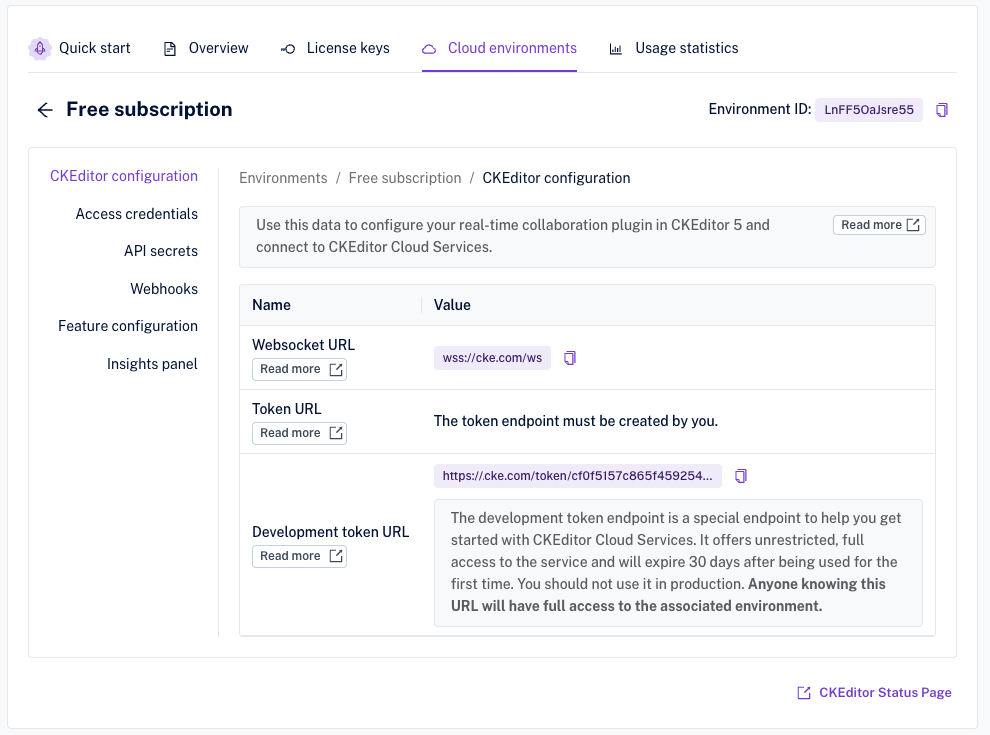 Quick start
Overview
License keys
Cloud environments
Usage statistics
Free subscription
Environment ID: LnFF5OaJsre55
CKEditor configuration
Access credentials
API secrets
Webhooks
Feature configuration
Insights panel
Environments / Free subscription / CKEditor configuration
Use this data to configure your real-time collaboration plugin in CKEditor 5 and
connect to CKEditor Cloud Services.
Read more
Name
Value
Websocket URL
Read more
wss://cke.com/ws
Token URL
Read more
The token endpoint must be created by you.
Development token URL
Read more
https://cke.com/token/cf0f5157c865f459254...
The development token endpoint is a special endpoint to help you get
started with CKEditor Cloud Services. It offers unrestricted, full
access to the service and will expire 30 days after being used for the
first time. You should not use it in production. Anyone knowing this
URL will have full access to the associated environment.
CKEditor Status Page